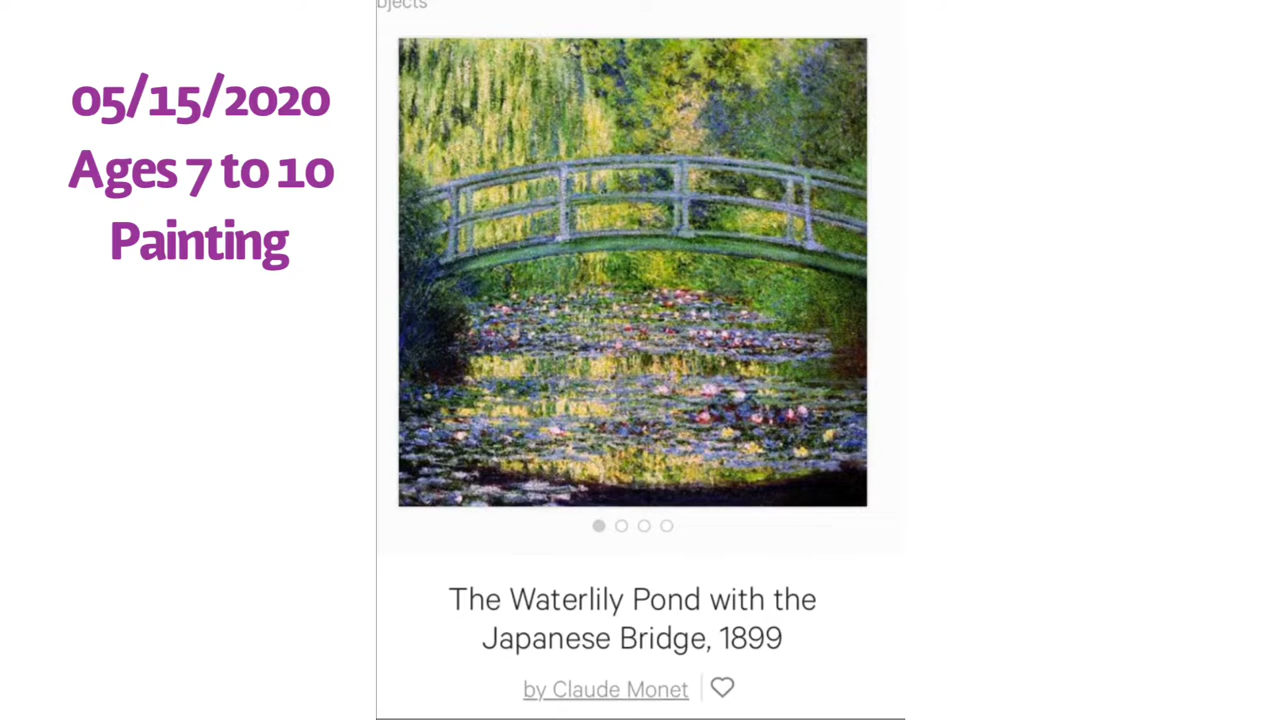 bjects
05/15/2020
Ages 7 to 10
Painting
The Waterlily Pond with the
Japanese Bridge, 1899
by Claude Monet